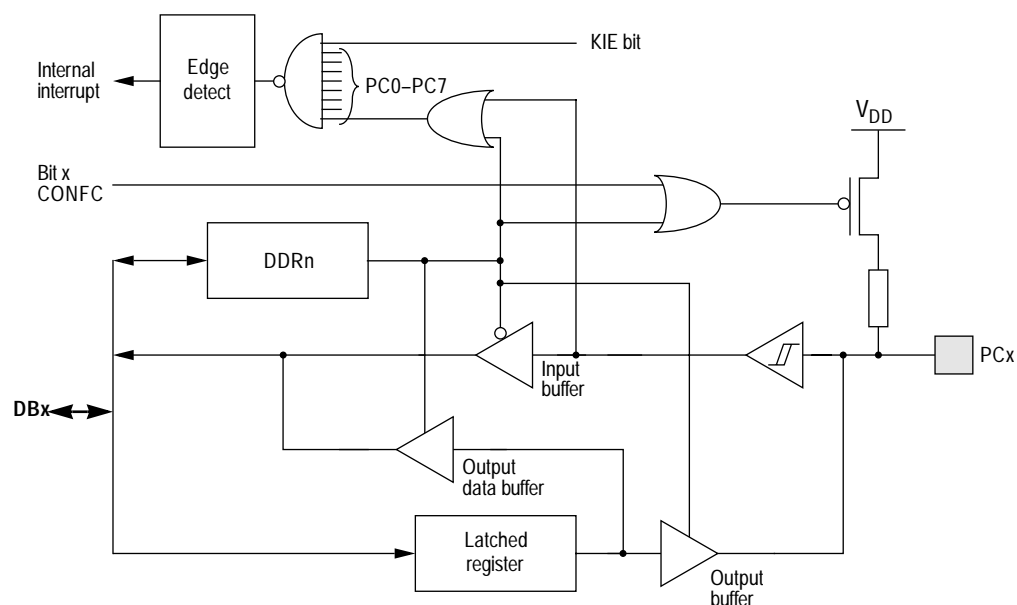 KIE bit
Internal
interrupt
Edge
detect
PC0–PC7
VDD
Bit x
CONFC
DDRn
Input
buffer
PCx
DBx
Output
data buffer
Latched
register
Output
buffer